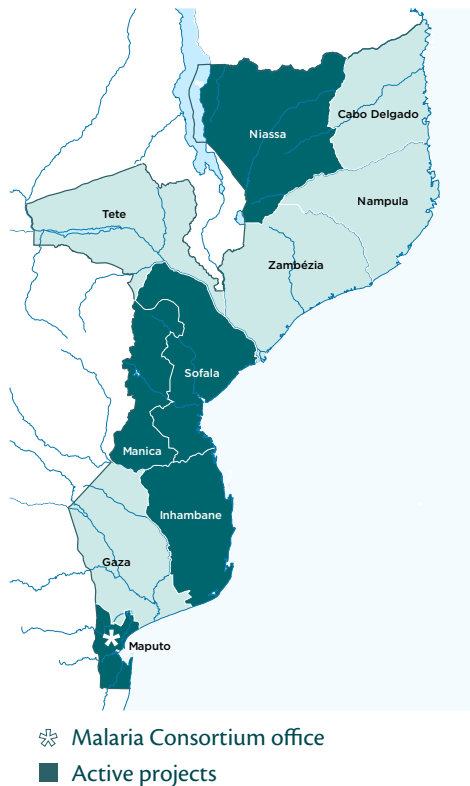 Niassa
Cabo Delgado
Nampula
Tete
Zambézia
Sofala
Manica
Inhambane
Gaza
Maputo
Malaria Consortium office
Active projects